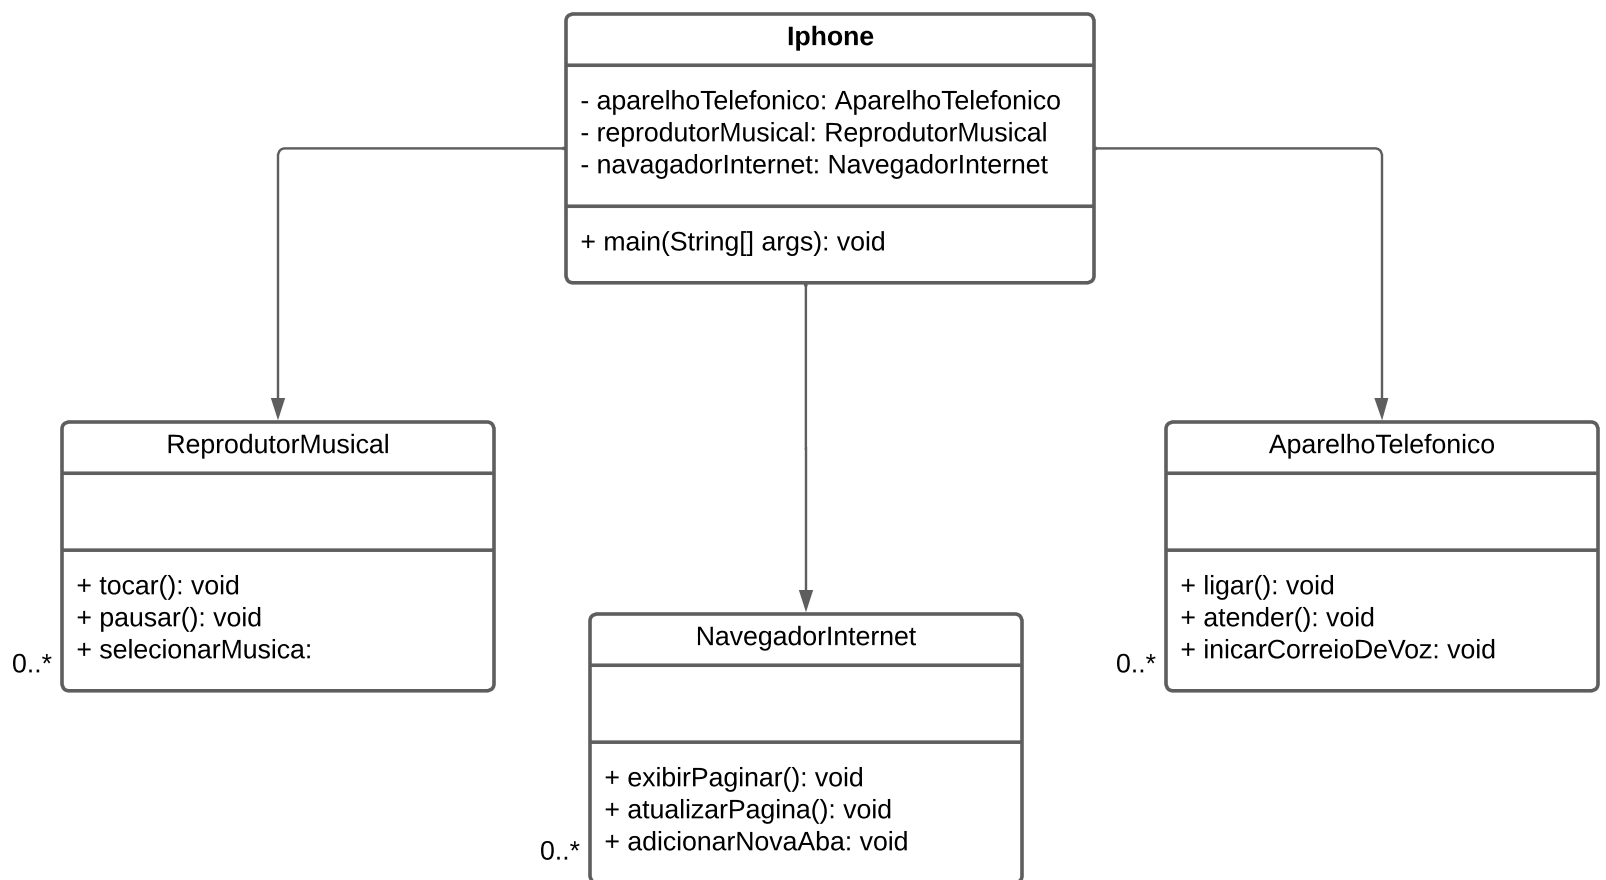 Iphone
- aparelhoTelefonico: AparelhoTelefonico
- reprodutorMusical: ReprodutorMusical
- navagadorInternet: NavegadorInternet
+ main(String[] args): void
ReprodutorMusical
+ tocar(): void
+ pausar(): void
+ selecionarMusica:
0..*
NavegadorInternet
+ exibirPaginar(): void
+ atualizarPagina(): void
+ adicionarNovaAba: void
0..*
AparelhoTelefonico
+ ligar(): void
+ atender(): void
+ inicarCorreioDeVoz: void
0..*